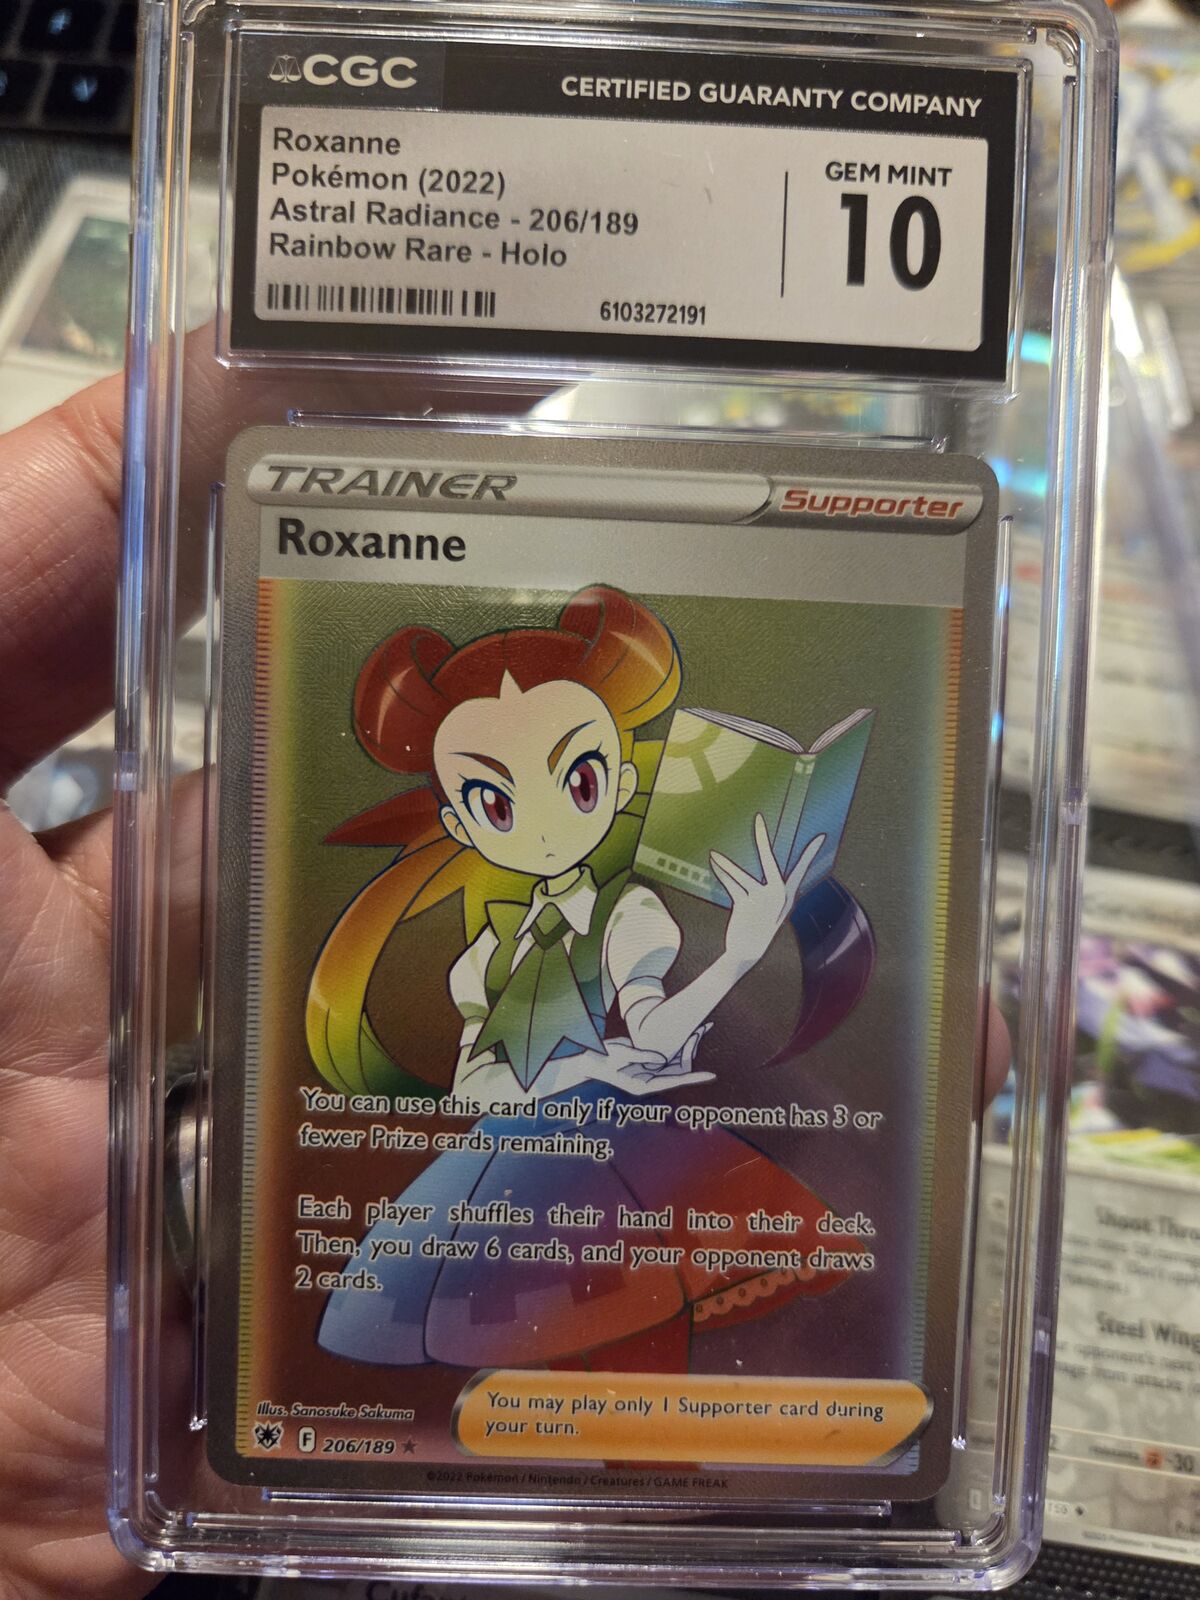 CGC
CERTIFIED GUARANTY COMPANY
Roxanne
Pokémon (2022)
Astral Radiance - 206/189
Rainbow Rare - Holo
GEM MINT
10
6103272191
TRAINER
Supporter
Roxanne
You can use this card only if your opponent has 3 or
fewer Prize cards remaining.
Each player shuffles their hand into their deck.
Then, you draw 6 cards, and your opponent draws
2 cards.
You may play only 1 Supporter card during
your turn.
Illus. Sanosuke Sakuma
F 206/189
©2022 Pokémon / Nintendo / Creatures / GAME FREAK
Steel Wing
-30